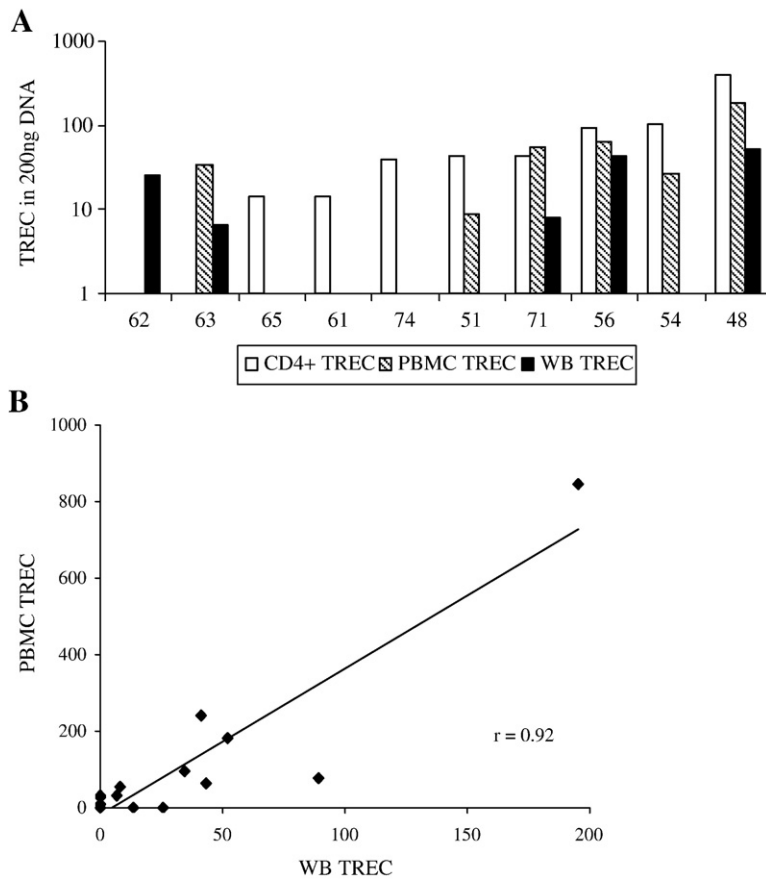 A
TREC in 200ng DNA
1000
100
10
1
62 63 65 61 74 51 71 56 54 48
CD4+ TREC PBMC TREC WB TREC
B
PBMC TREC
1000
800
600
400
200
0
r = 0.92
0 50 100 150 200
WB TREC